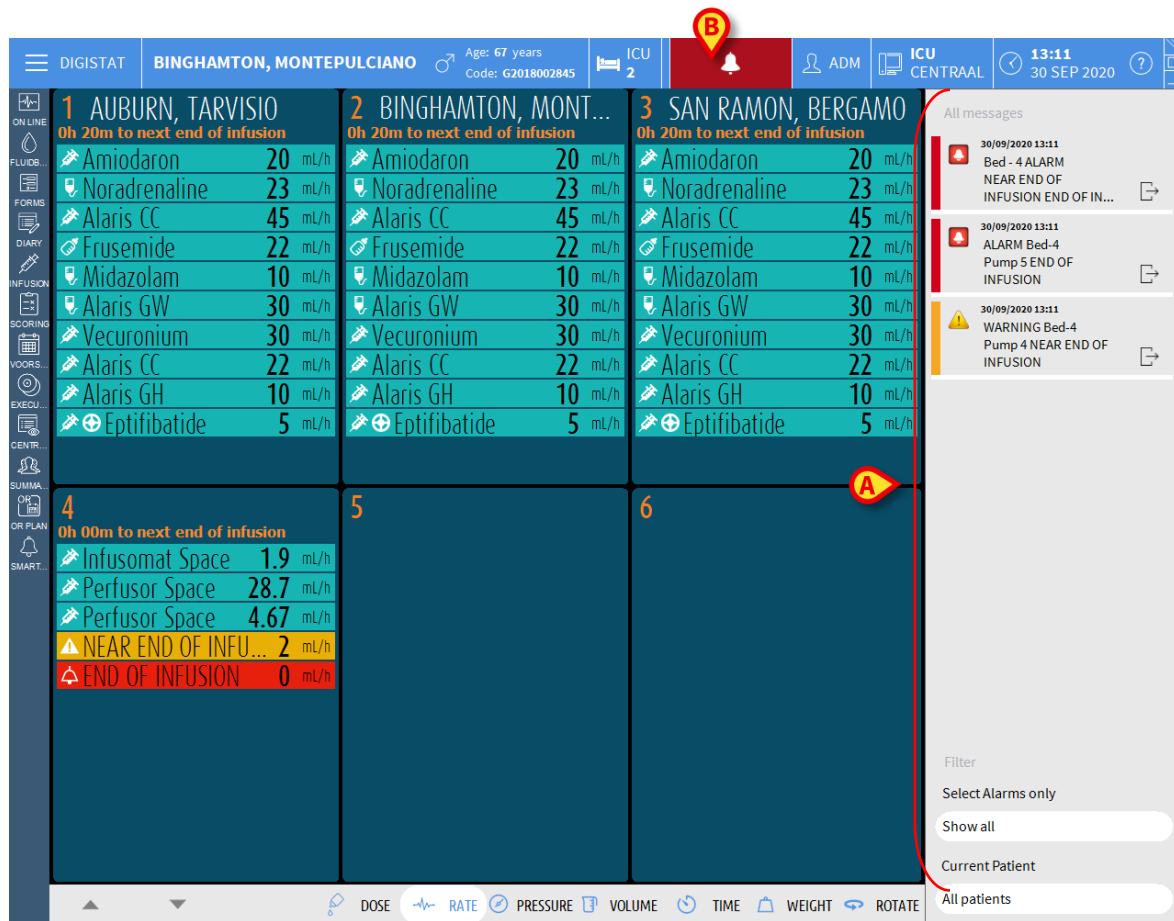 B
DIGISTAT
BINGHAMTON, MONTEPULCIANO
Age: 67 years
Code: G2018002845
ICU
2
ADM
ICU
CENTRAAL
13:11
30 SEP 2020
?
ON LINE
FLUIDB...
FORMS
DIARY
INFUSION
SCORING
VOORS...
EXECU...
CENTR...
SUMMA...
OR
OR PLAN
SMART...
1 AUBURN, TARVISIO
0h 20m to next end of infusion
Amiodaron 20 mL/h
Noradrenaline 23 mL/h
Alaris CC 45 mL/h
Frusemide 22 mL/h
Midazolam 10 mL/h
Alaris GW 30 mL/h
Vecuronium 30 mL/h
Alaris CC 22 mL/h
Alaris GH 10 mL/h
Eptifibatide 5 mL/h
2 BINGHAMTON, MONT...
0h 20m to next end of infusion
Amiodaron 20 mL/h
Noradrenaline 23 mL/h
Alaris CC 45 mL/h
Frusemide 22 mL/h
Midazolam 10 mL/h
Alaris GW 30 mL/h
Vecuronium 30 mL/h
Alaris CC 22 mL/h
Alaris GH 10 mL/h
Eptifibatide 5 mL/h
3 SAN RAMON, BERGAMO
0h 20m to next end of infusion
Amiodaron 20 mL/h
Noradrenaline 23 mL/h
Alaris CC 45 mL/h
Frusemide 22 mL/h
Midazolam 10 mL/h
Alaris GW 30 mL/h
Vecuronium 30 mL/h
Alaris CC 22 mL/h
Alaris GH 10 mL/h
Eptifibatide 5 mL/h
4
0h 00m to next end of infusion
Infusomat Space 1.9 mL/h
Perfusor Space 28.7 mL/h
Perfusor Space 4.67 mL/h
NEAR END OF INFU... 2 mL/h
END OF INFUSION 0 mL/h
5
6
A
All messages
30/09/2020 13:11
Bed - 4 ALARM
NEAR END OF
INFUSION END OF IN...
30/09/2020 13:11
ALARM Bed-4
Pump 5 END OF
INFUSION
30/09/2020 13:11
WARNING Bed-4
Pump 4 NEAR END OF
INFUSION
Filter
Select Alarms only
Show all
Current Patient
All patients
DOSE
RATE
PRESSURE
VOLUME
TIME
WEIGHT
ROTATE